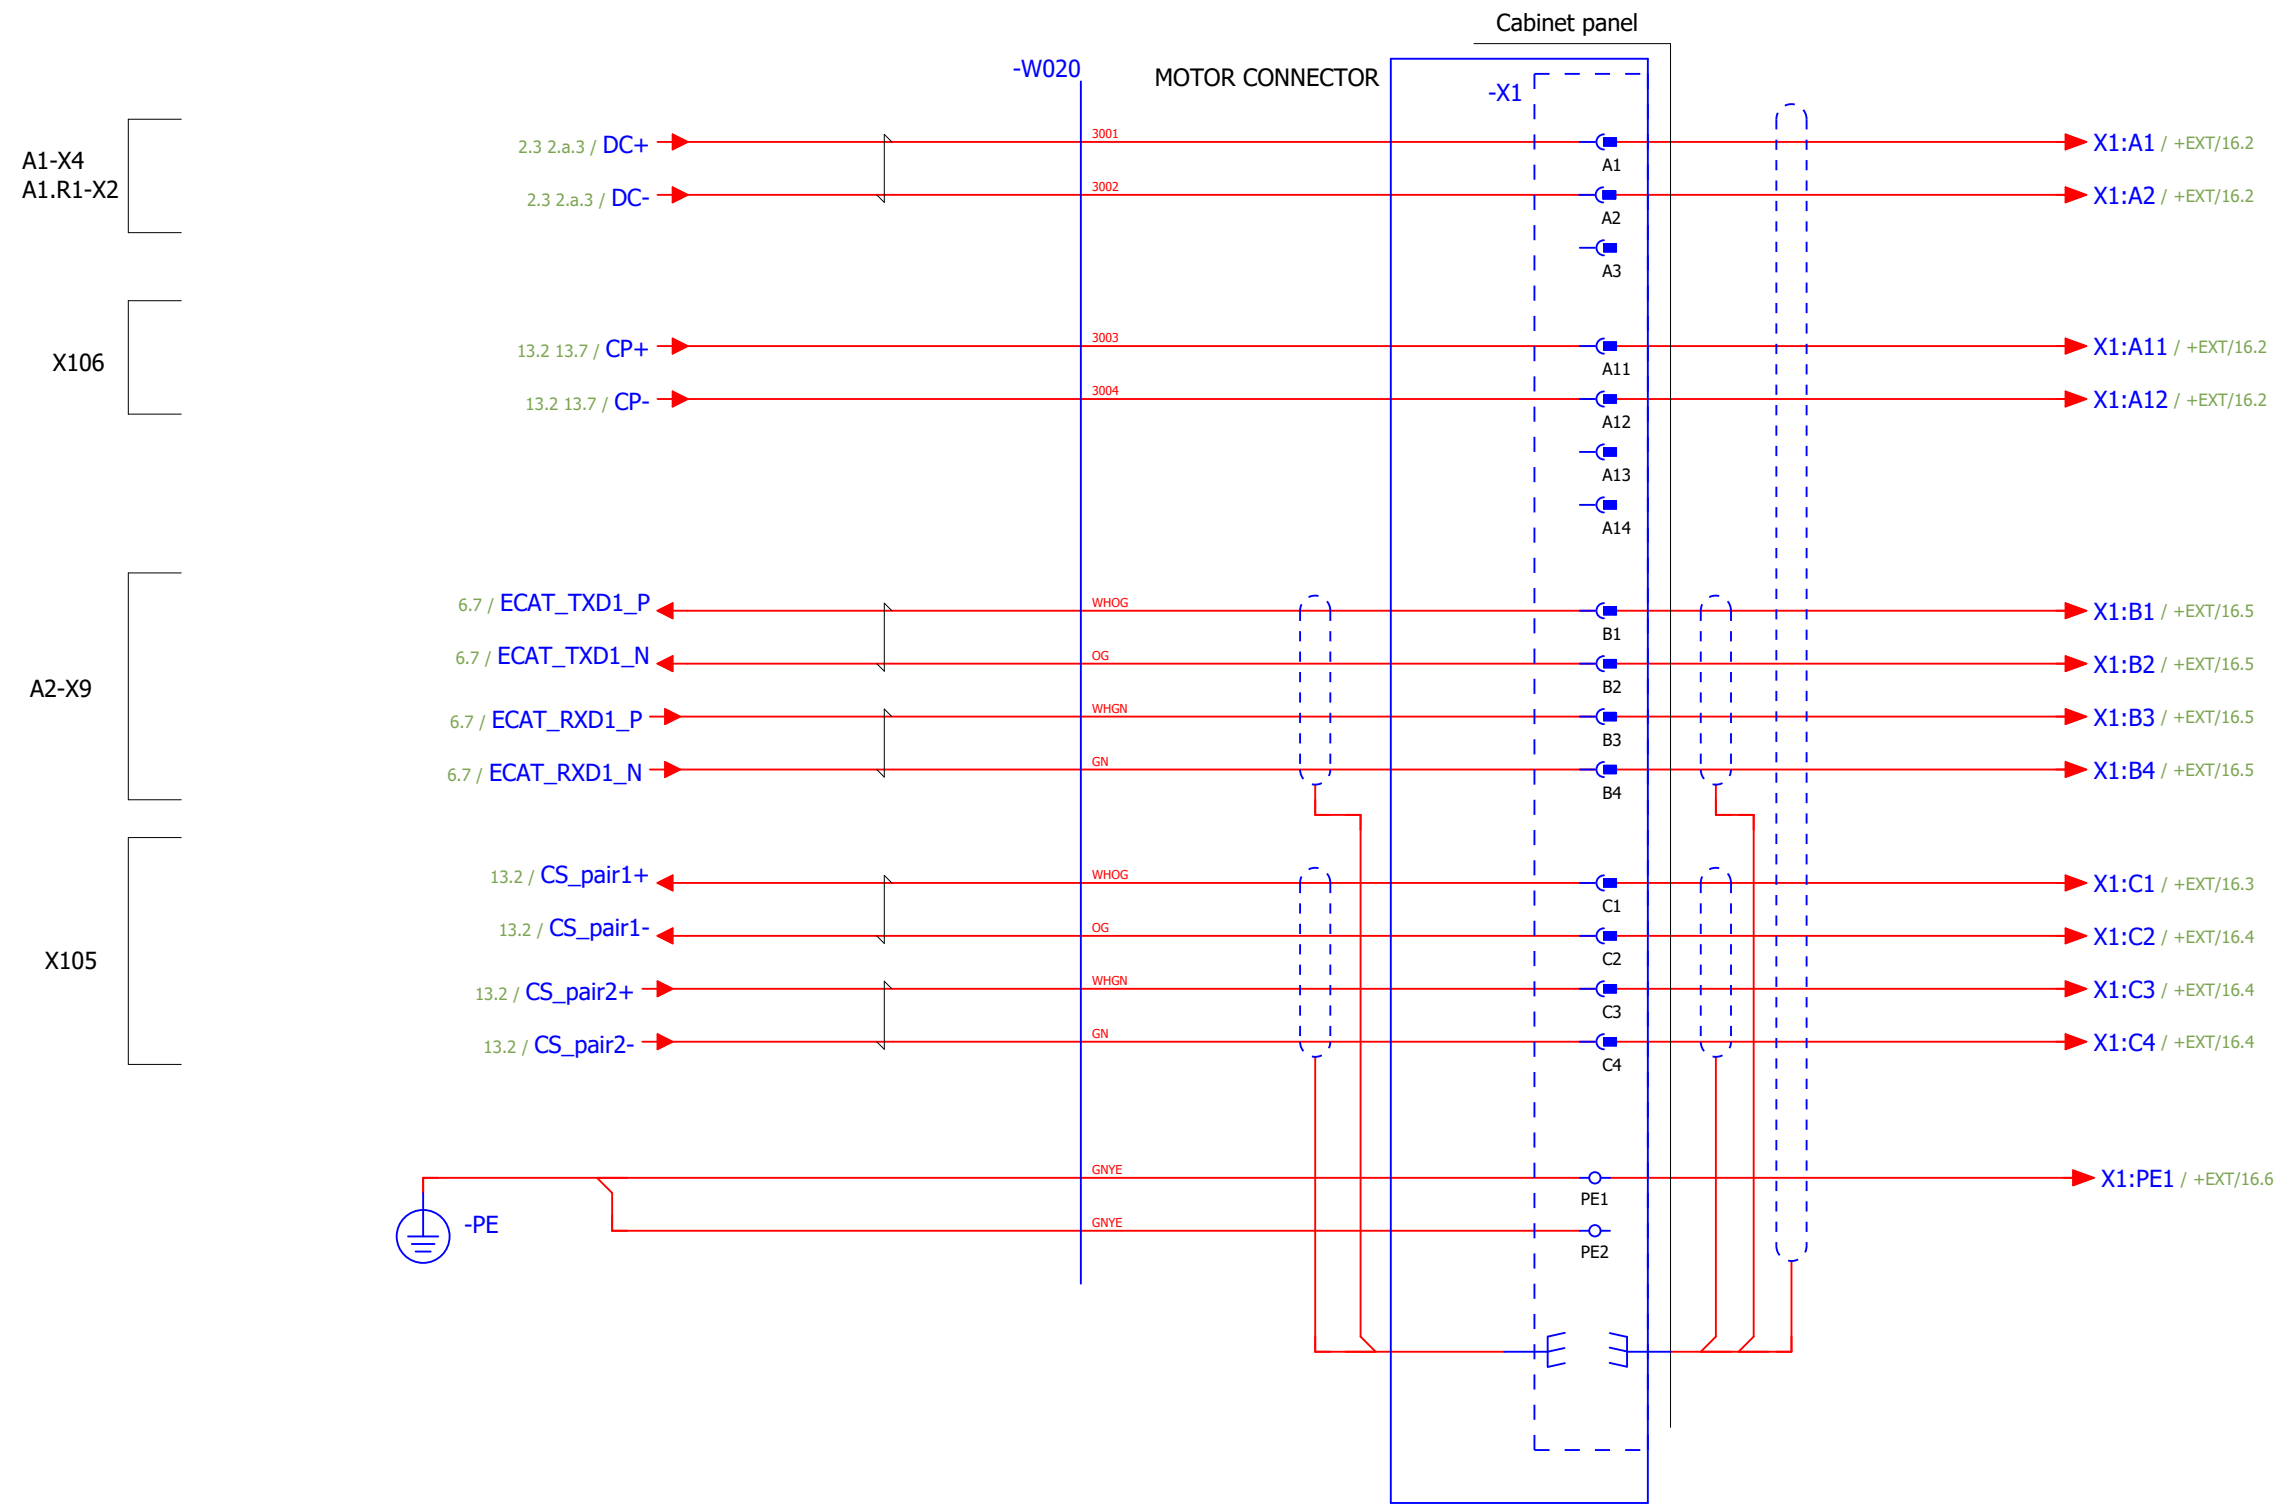 Cabinet panel
-W020
MOTOR CONNECTOR
-X1
A1-X4
A1.R1-X2
2.3 2.a.3 / DC+
3001
A1
X1:A1 / +EXT/16.2
2.3 2.a.3 / DC-
3002
A2
X1:A2 / +EXT/16.2
A3
X106
13.2 13.7 / CP+
3003
A11
X1:A11 / +EXT/16.2
13.2 13.7 / CP-
3004
A12
X1:A12 / +EXT/16.2
A13
A14
A2-X9
6.7 / ECAT_TXD1_P
WHOG
B1
X1:B1 / +EXT/16.5
6.7 / ECAT_TXD1_N
OG
B2
X1:B2 / +EXT/16.5
6.7 / ECAT_RXD1_P
WHGN
B3
X1:B3 / +EXT/16.5
6.7 / ECAT_RXD1_N
GN
B4
X1:B4 / +EXT/16.5
X105
13.2 / CS_pair1+
WHOG
C1
X1:C1 / +EXT/16.3
13.2 / CS_pair1-
OG
C2
X1:C2 / +EXT/16.4
13.2 / CS_pair2+
WHGN
C3
X1:C3 / +EXT/16.4
13.2 / CS_pair2-
GN
C4
X1:C4 / +EXT/16.4
-PE
GNYE
PE1
X1:PE1 / +EXT/16.6
GNYE
PE2